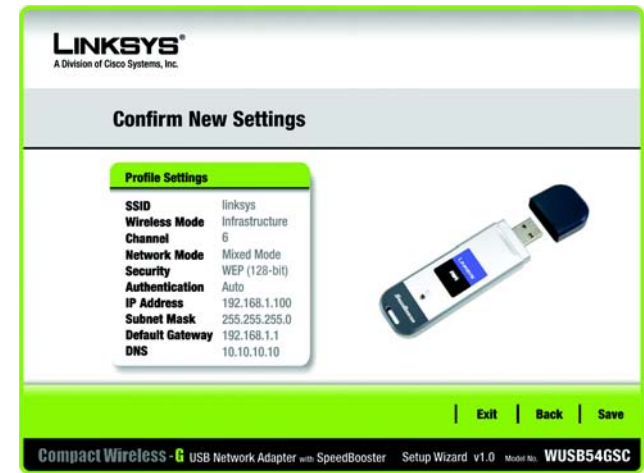 LINKSYS®
A Division of Cisco Systems, Inc.
Confirm New Settings
Profile Settings
SSID linksys
Wireless Mode Infrastructure
Channel 6
Network Mode Mixed Mode
Security WEP (128-bit)
Authentication Auto
IP Address 192.168.1.100
Subnet Mask 255.255.255.0
Default Gateway 192.168.1.1
DNS 10.10.10.10
Exit | Back | Save
Compact Wireless-G USB Network Adapter with SpeedBooster Setup Wizard v1.0 Model No. WUSB54GSC